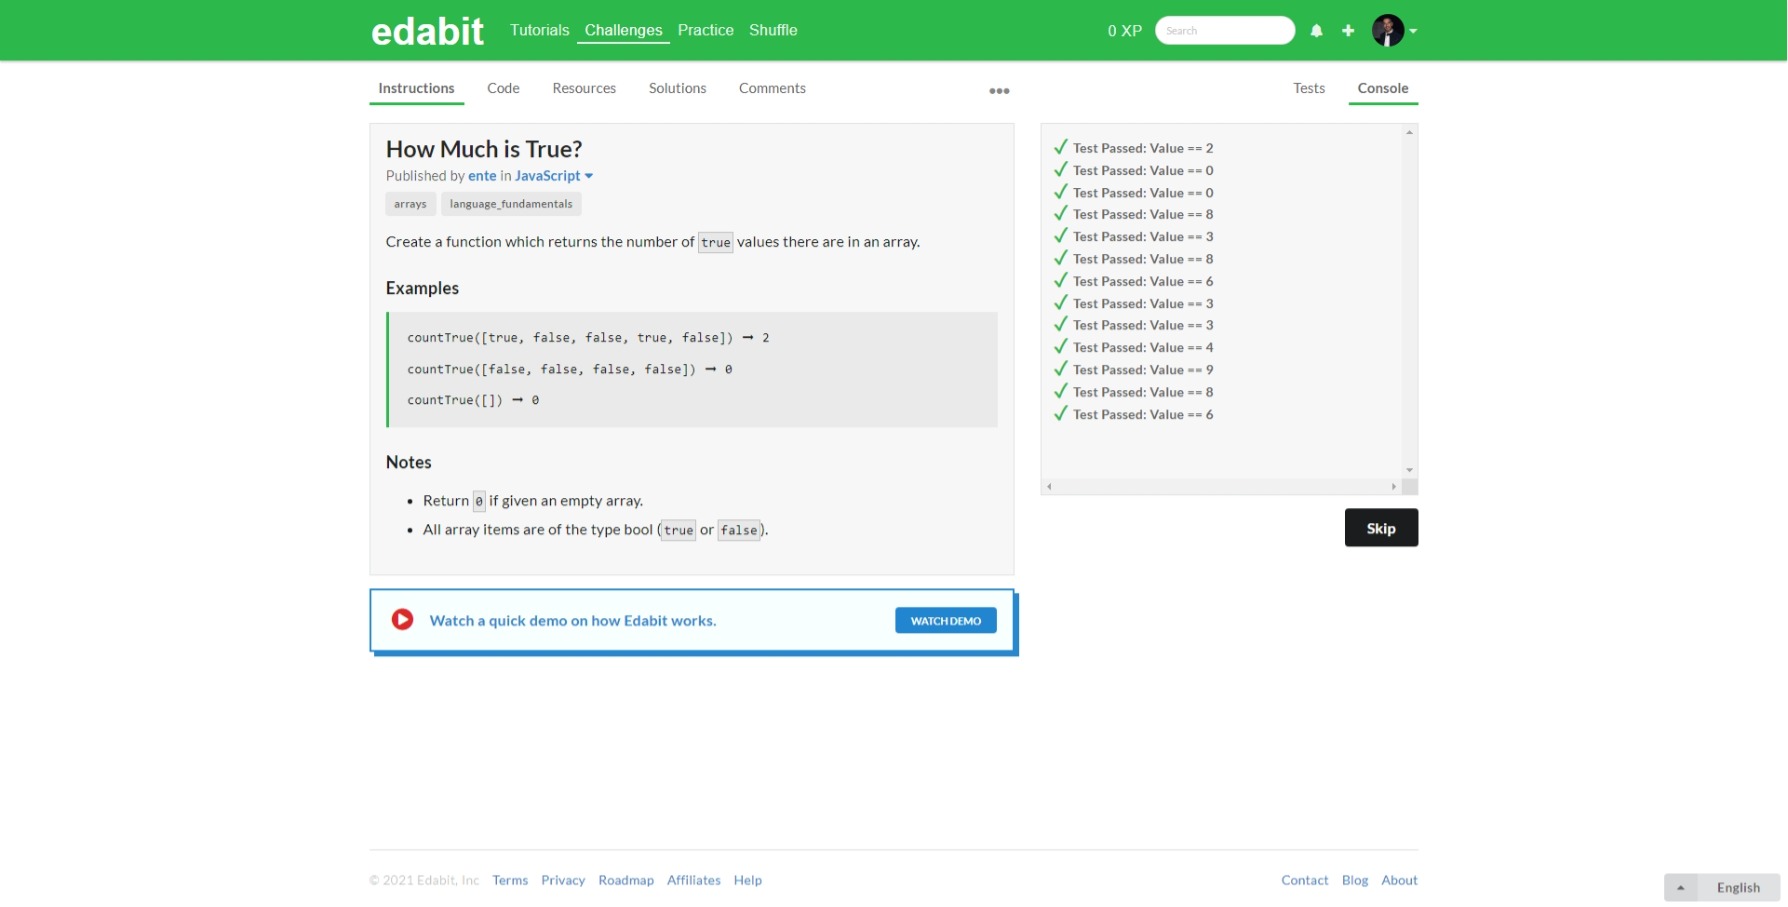 edabit Tutorials Challenges Practice Shuffle 0 XP Search
Instructions Code Resources Solutions Comments Tests Console
How Much is True?
Published by ente in JavaScript
arrays language_fundamentals
Create a function which returns the number of true values there are in an array.
Examples
countTrue([true, false, false, true, false]) ➞ 2
countTrue([false, false, false, false]) ➞ 0
countTrue([]) ➞ 0
Notes
• Return 0 if given an empty array.
• All array items are of the type bool (true or false).
Watch a quick demo on how Edabit works. WATCH DEMO
Test Passed: Value == 2
Test Passed: Value == 0
Test Passed: Value == 0
Test Passed: Value == 8
Test Passed: Value == 3
Test Passed: Value == 8
Test Passed: Value == 6
Test Passed: Value == 3
Test Passed: Value == 3
Test Passed: Value == 4
Test Passed: Value == 9
Test Passed: Value == 8
Test Passed: Value == 6
Skip
© 2021 Edabit, Inc Terms Privacy Roadmap Affiliates Help Contact Blog About
English